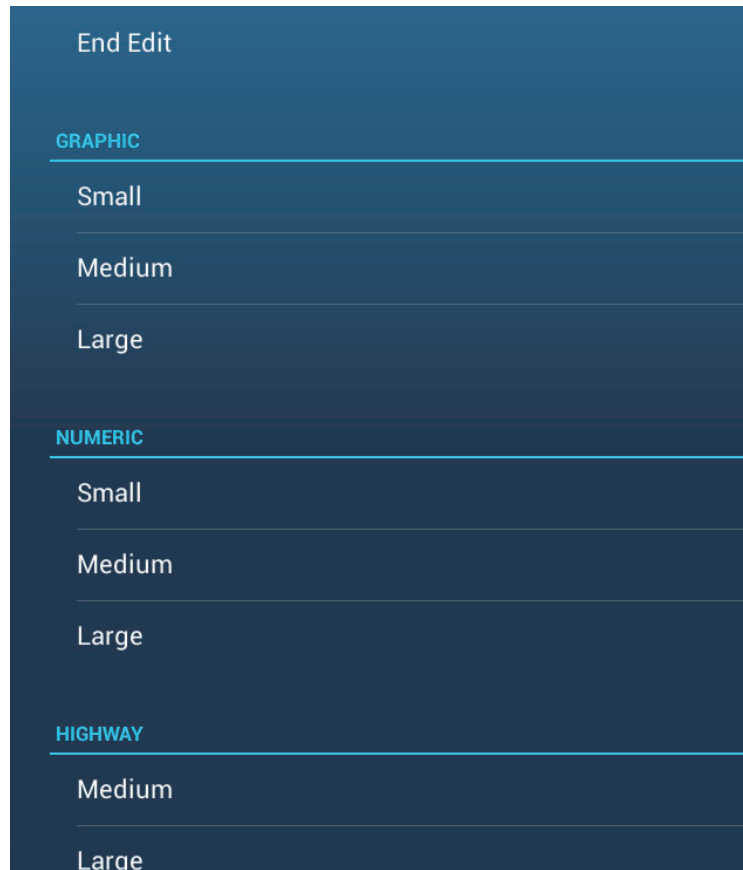 End Edit
GRAPHIC
Small
Medium
Large
NUMERIC
Small
Medium
Large
HIGHWAY
Medium
Large